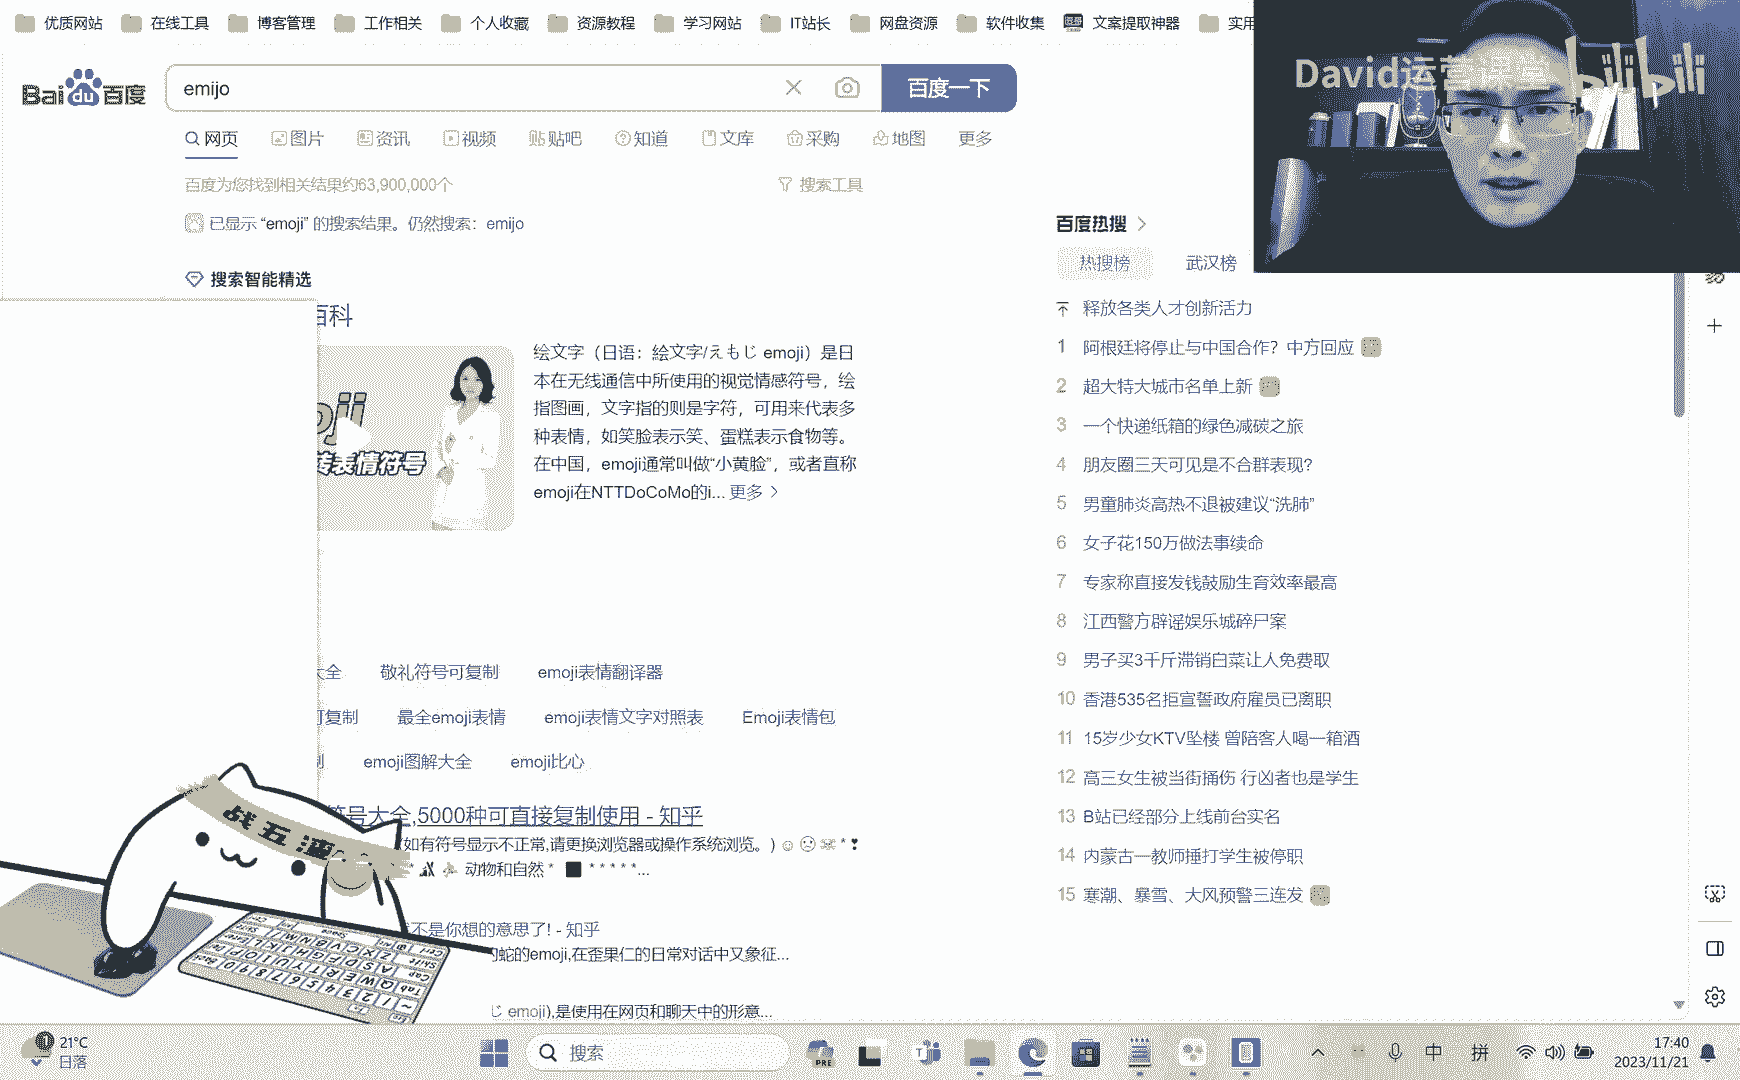 优质网站 在线工具 博客管理 工作相关 个人收藏 资源教程 学习网站 IT站长 网盘资源 软件收集 文案提取神器 实用
David运营课堂 bilibili
Bai du 百度 emijo 百度一下
网页 图片 资讯 视频 贴吧 知道 文库 采购 地图 更多
百度为您找到相关结果约63,900,000个 搜索工具
已显示 “emoji” 的搜索结果。仍然搜索：emijo
搜索智能精选
百科
绘文字（日语：绘文字/えもじ emoji）是日
本在无线通信中所使用的视觉情感符号，绘
指图画，文字指的则是字符，可用来代表多
种表情，如笑脸表示笑、蛋糕表示食物等。
在中国，emoji通常叫做“小黄脸”，或者直称
emoji在NTTDoCoMo的i... 更多
表情符号
大全 敬礼符号可复制 emoji表情翻译器
可复制 最全emoji表情 emoji表情文字对照表 Emoji表情包
emoji图解大全 emoji比心
符号大全,5000种可直接复制使用 - 知乎
(如有符号显示不正常,请更换浏览器或操作系统浏览。) ☺ ☹ ☠ * ❣
动物和自然 * ■ * * * * *...
不是你想的意思了! - 知乎
的蛇的emoji,在歪果仁的日常对话中又象征...
じ emoji),是使用在网页和聊天中的形意...
百度热搜
热搜榜 武汉榜
释放各类人才创新活力
1 阿根廷将停止与中国合作？中方回应
2 超大特大城市名单上新
3 一个快递纸箱的绿色减碳之旅
4 朋友圈三天可见是不合群表现?
5 男童肺炎高热不退被建议“洗肺”
6 女子花150万做法事续命
7 专家称直接发钱鼓励生育效率最高
8 江西警方辟谣娱乐城碎尸案
9 男子买3千斤滞销白菜让人免费取
10 香港535名拒宣誓政府雇员已离职
11 15岁少女KTV坠楼 曾陪客人喝一箱酒
12 高三女生被当街捅伤 行凶者也是学生
13 B站已经部分上线前台实名
14 内蒙古一教师捶打学生被停职
15 寒潮、暴雪、大风预警三连发
战五渣
21°C
日落
搜索
PRE
中 拼
17:40
2023/11/21